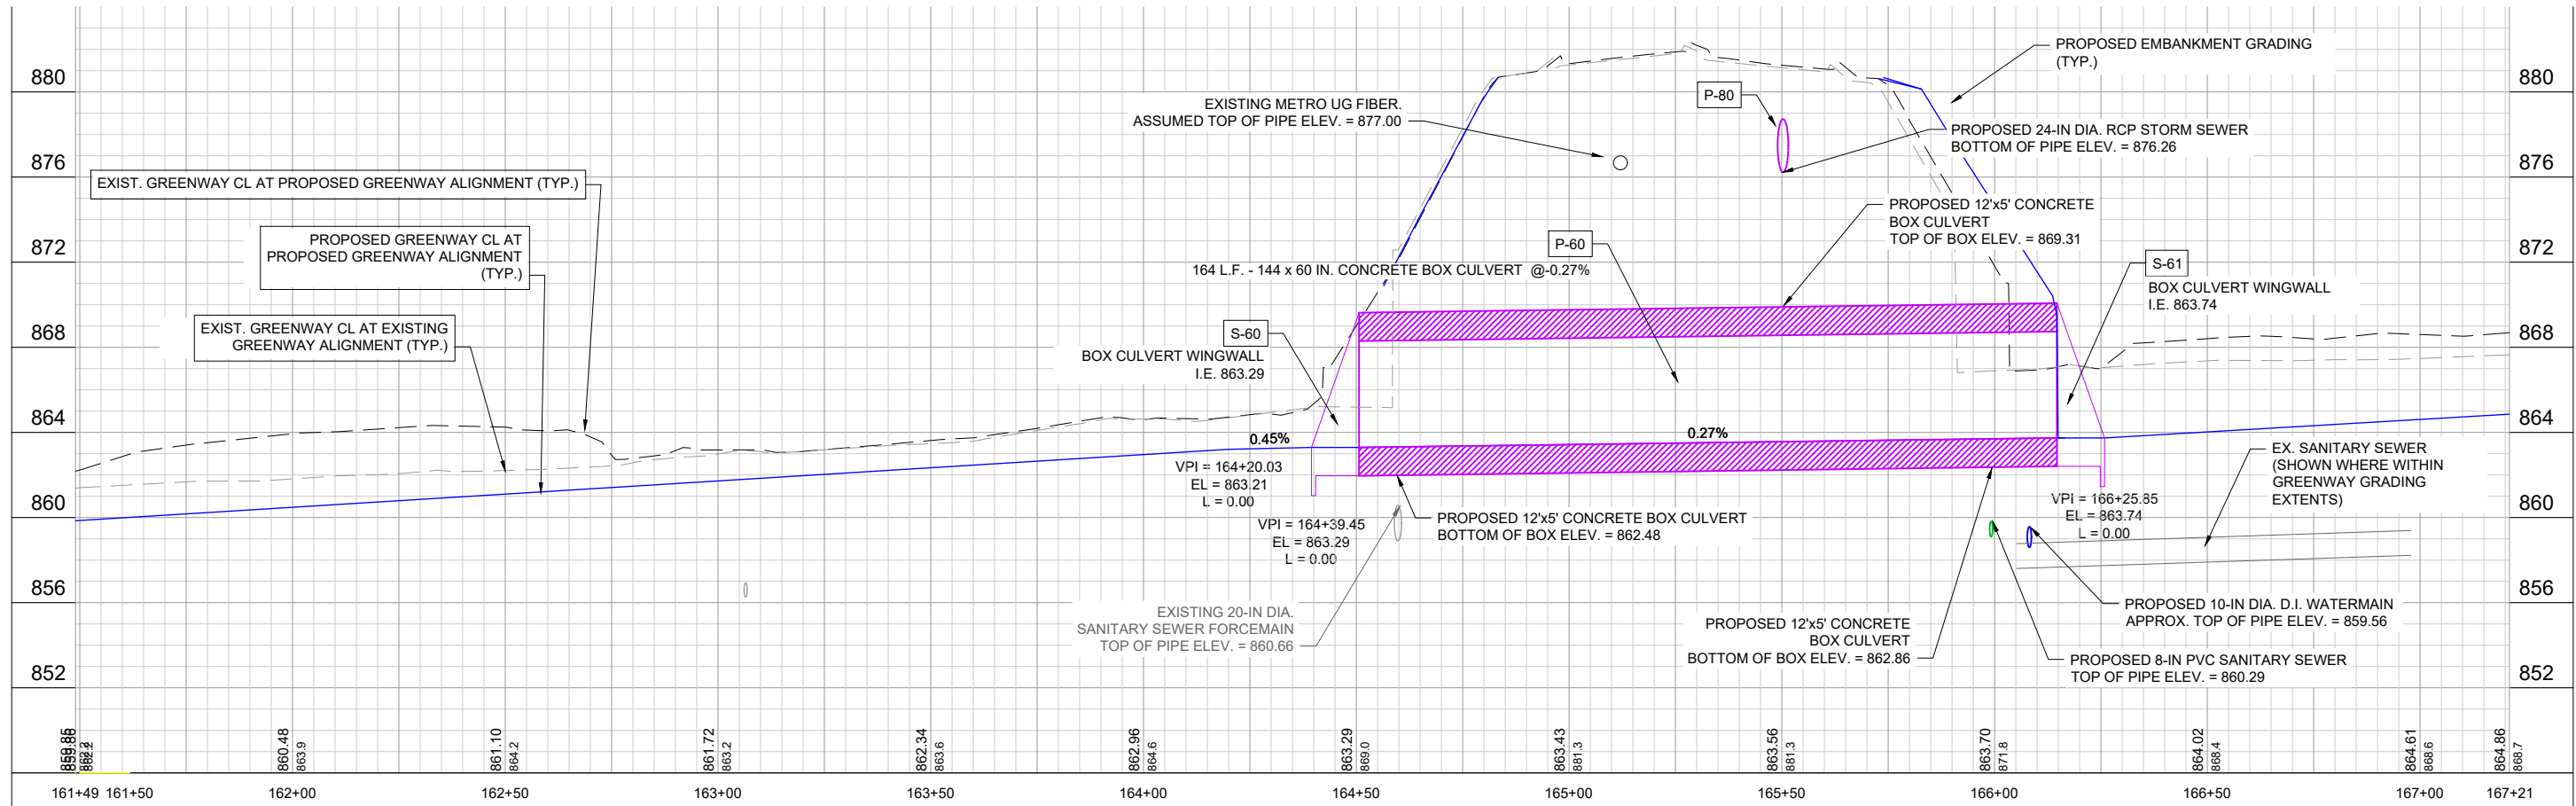 880
876
872
868
864
860
856
852
EXIST. GREENWAY CL AT PROPOSED GREENWAY ALIGNMENT (TYP.)
PROPOSED GREENWAY CL AT
PROPOSED GREENWAY ALIGNMENT
(TYP.)
EXIST. GREENWAY CL AT EXISTING
GREENWAY ALIGNMENT (TYP.)
EXISTING METRO UG FIBER.
ASSUMED TOP OF PIPE ELEV. = 877.00
P-80
PROPOSED EMBANKMENT GRADING
(TYP.)
PROPOSED 24-IN DIA. RCP STORM SEWER
BOTTOM OF PIPE ELEV. = 876.26
PROPOSED 12'x5' CONCRETE
BOX CULVERT
TOP OF BOX ELEV. = 869.31
P-60
164 L.F. - 144 x 60 IN. CONCRETE BOX CULVERT @-0.27%
S-61
BOX CULVERT WINGWALL
I.E. 863.74
S-60
BOX CULVERT WINGWALL
I.E. 863.29
0.45%
0.27%
VPI = 164+20.03
EL = 863.21
L = 0.00
VPI = 164+39.45
EL = 863.29
L = 0.00
PROPOSED 12'x5' CONCRETE BOX CULVERT
BOTTOM OF BOX ELEV. = 862.48
VPI = 166+25.85
EL = 863.74
L = 0.00
EX. SANITARY SEWER
(SHOWN WHERE WITHIN
GREENWAY GRADING
EXTENTS)
EXISTING 20-IN DIA.
SANITARY SEWER FORCEMAIN
TOP OF PIPE ELEV. = 860.66
PROPOSED 12'x5' CONCRETE
BOX CULVERT
BOTTOM OF BOX ELEV. = 862.86
PROPOSED 10-IN DIA. D.I. WATERMAIN
APPROX. TOP OF PIPE ELEV. = 859.56
PROPOSED 8-IN PVC SANITARY SEWER
TOP OF PIPE ELEV. = 860.29
880
876
872
868
864
860
856
852
860.48
863.9
861.10
864.2
861.72
863.2
862.34
863.6
862.96
864.6
863.29
869.0
863.43
881.3
863.56
881.3
863.70
871.8
864.02
868.4
864.61
868.6
864.86
868.7
161+49
161+50
162+00
162+50
163+00
163+50
164+00
164+50
165+00
165+50
166+00
166+50
167+00
167+21